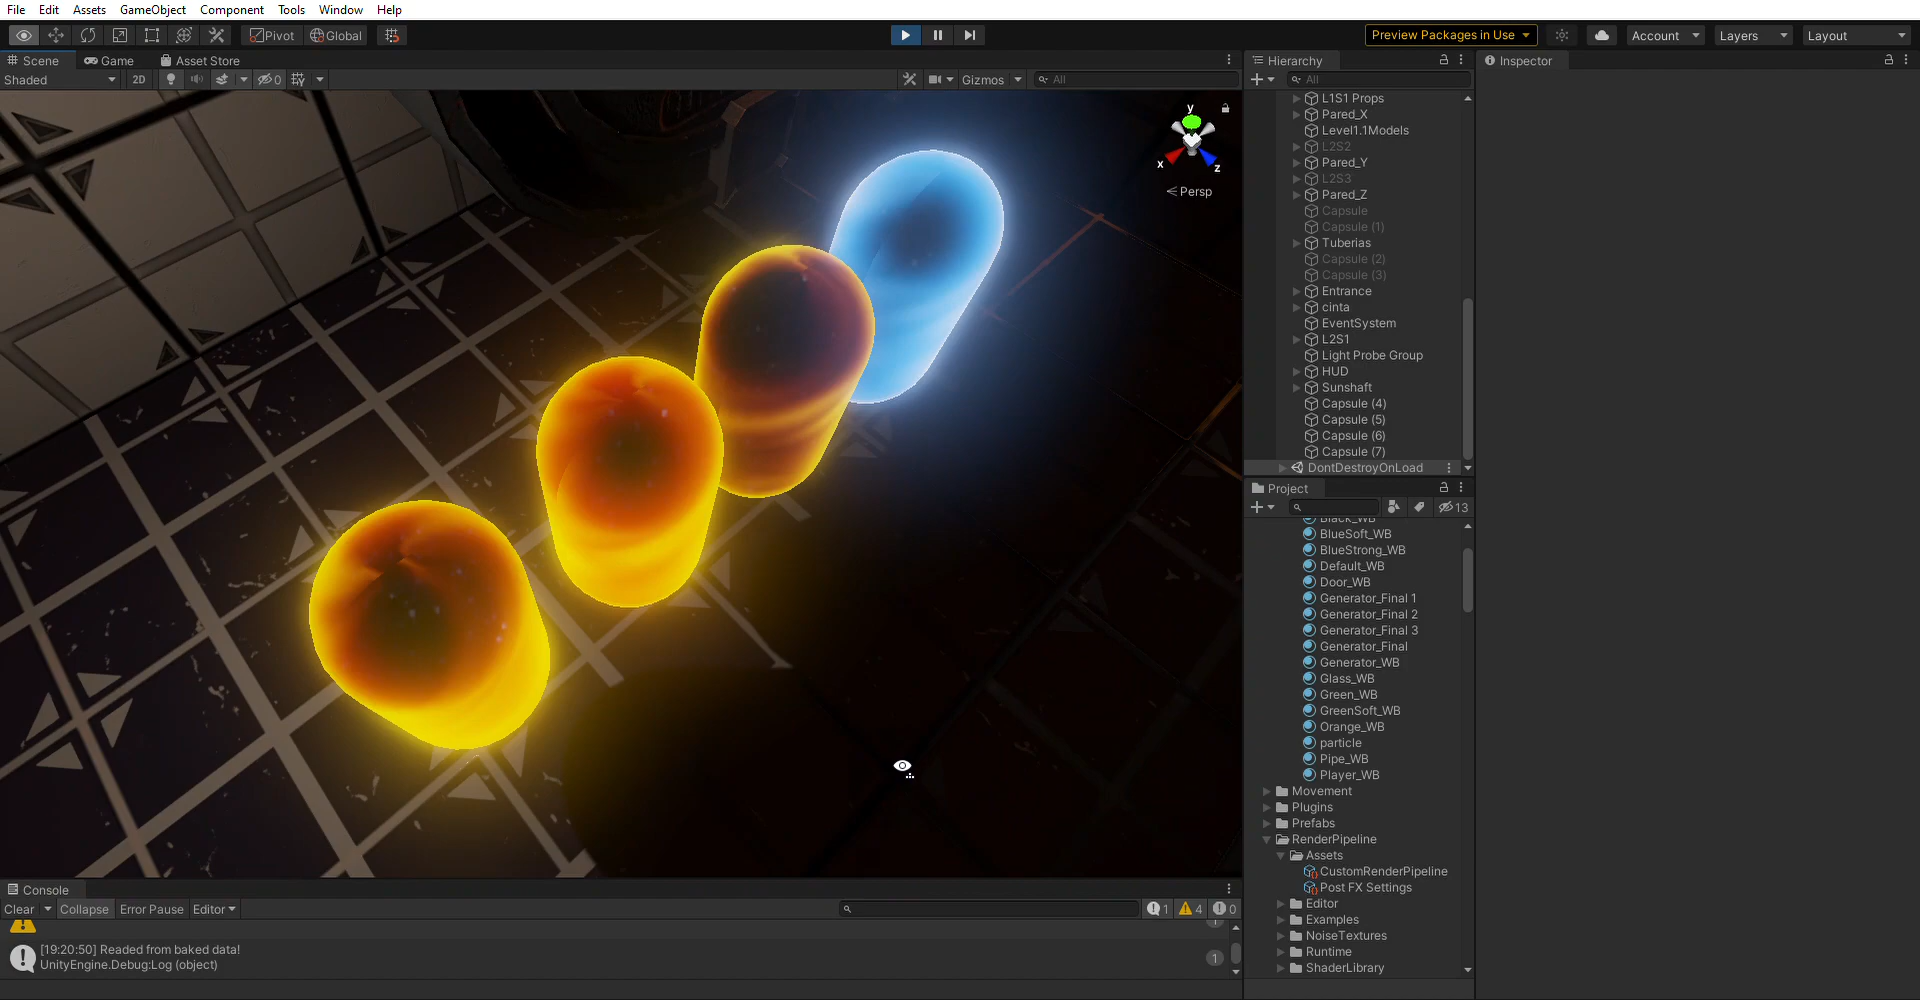 File Edit Assets GameObject Component Tools Window Help
Pivot Global Preview Packages in Use Account Layers Layout
Scene Game Asset Store
Shaded 2D 0 Gizmos All
y
x
z
Persp
Hierarchy
All
L1S1 Props
Pared_X
Level1.1Models
L2S2
Pared_Y
L2S3
Pared_Z
Capsule
Capsule (1)
Tuberias
Capsule (2)
Capsule (3)
Entrance
cinta
EventSystem
L2S1
Light Probe Group
HUD
Sunshaft
Capsule (4)
Capsule (5)
Capsule (6)
Capsule (7)
DontDestroyOnLoad
Project
13
Black_WB
BlueSoft_WB
BlueStrong_WB
Default_WB
Door_WB
Generator_Final 1
Generator_Final 2
Generator_Final 3
Generator_Final
Generator_WB
Glass_WB
Green_WB
GreenSoft_WB
Orange_WB
particle
Pipe_WB
Player_WB
Movement
Plugins
Prefabs
RenderPipeline
Assets
CustomRenderPipeline
Post FX Settings
Editor
Examples
NoiseTextures
Runtime
ShaderLibrary
Inspector
Console
Clear Collapse Error Pause Editor 1 4 0
[19:20:50] Readed from baked data!
UnityEngine.Debug:Log (object)
1